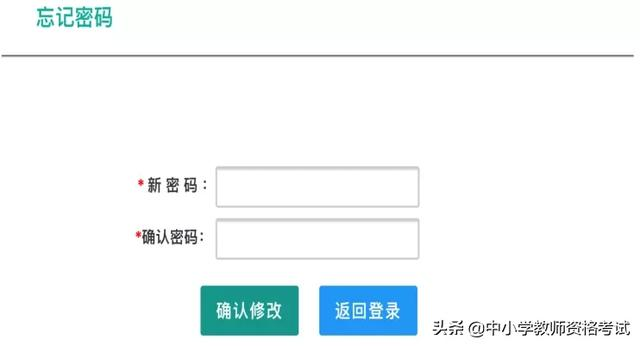 忘记密码
*新 密 码：
*确认密码：
确认修改
返回登录
头条 @中小学教师资格考试